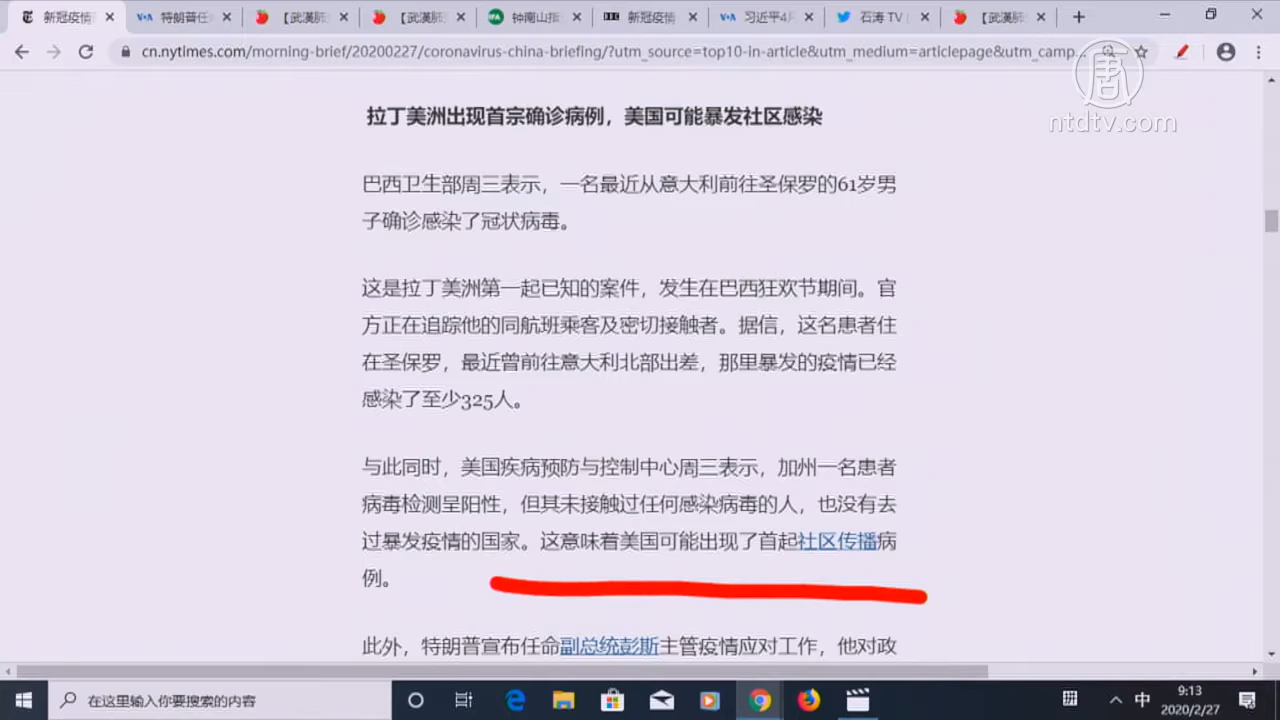 新冠疫情
VOA 特朗普任
【武漢肺
【武漢肺
RFA 钟南山指
BBC 新冠疫情
VOA 习近平4月
石涛 TV (
【武漢肺
cn.nytimes.com/morning-brief/20200227/coronavirus-china-briefing/?utm_source=top10-in-article&utm_medium=articlepage&utm_camp...
唐
ntdtv.com
拉丁美洲出现首宗确诊病例，美国可能暴发社区感染
巴西卫生部周三表示，一名最近从意大利前往圣保罗的61岁男
子确诊感染了冠状病毒。
这是拉丁美洲第一起已知的案件，发生在巴西狂欢节期间。官
方正在追踪他的同航班乘客及密切接触者。据信，这名患者住
在圣保罗，最近曾前往意大利北部出差，那里暴发的疫情已经
感染了至少325人。
与此同时，美国疾病预防与控制中心周三表示，加州一名患者
病毒检测呈阳性，但其未接触过任何感染病毒的人，也没有去
过暴发疫情的国家。这意味着美国可能出现了首起社区传播病
例。
此外，特朗普宣布任命副总统彭斯主管疫情应对工作，他对政
在这里输入你要搜索的内容
中
9:13
2020/2/27